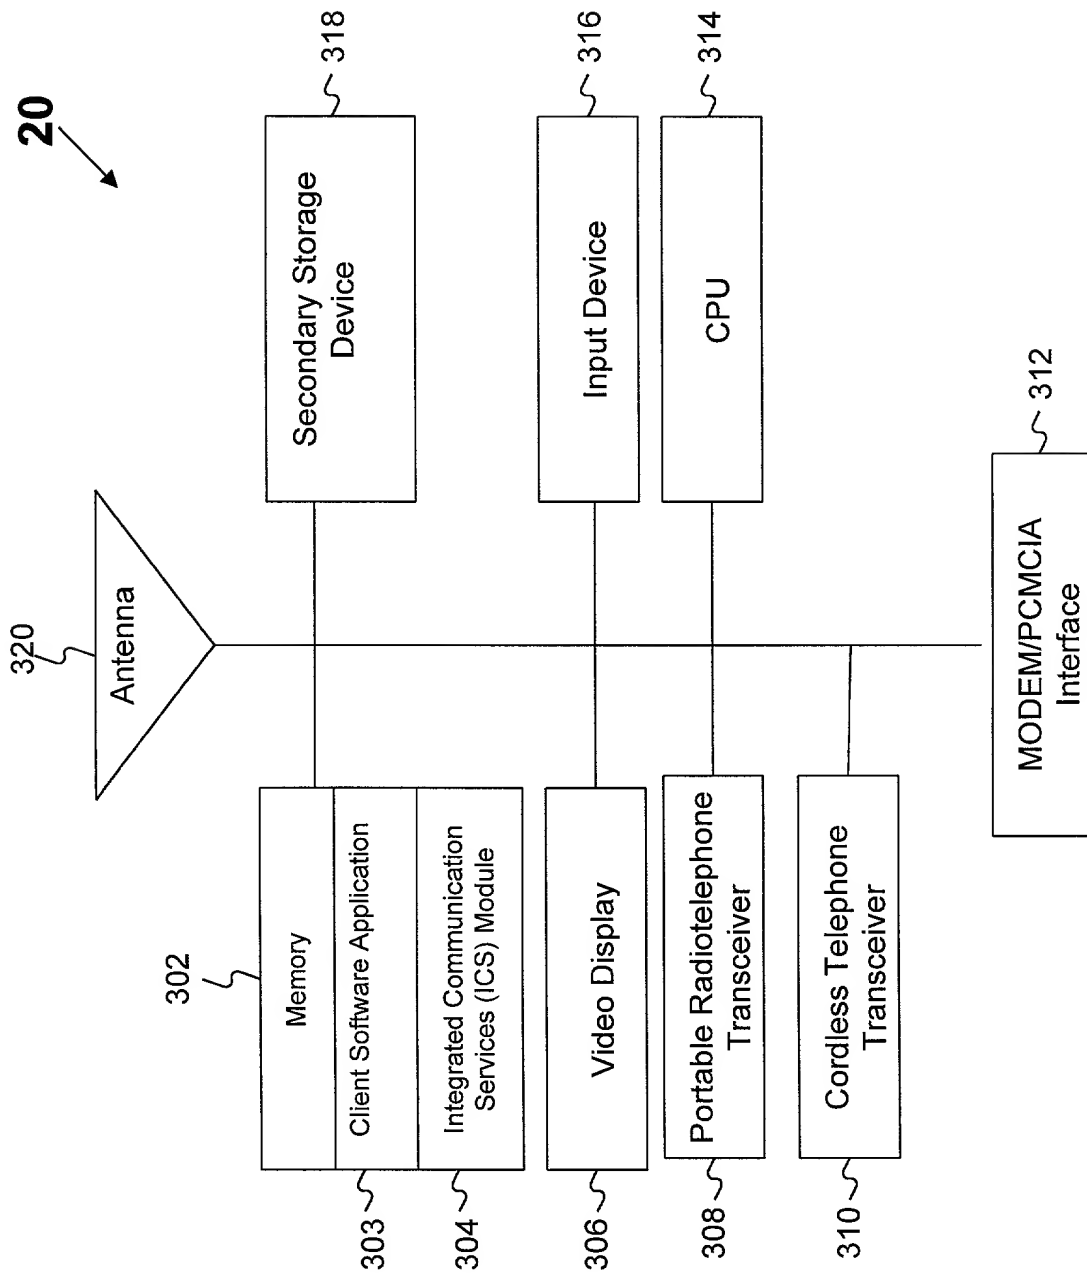 20
320
Antenna
302
Memory
303
Client Software Application
304
Integrated Communication
Services (ICS) Module
306
Video Display
308
Portable Radiotelephone
Transceiver
310
Cordless Telephone
Transceiver
318
Secondary Storage
Device
316
Input Device
314
CPU
312
MODEM/PCMCIA
Interface